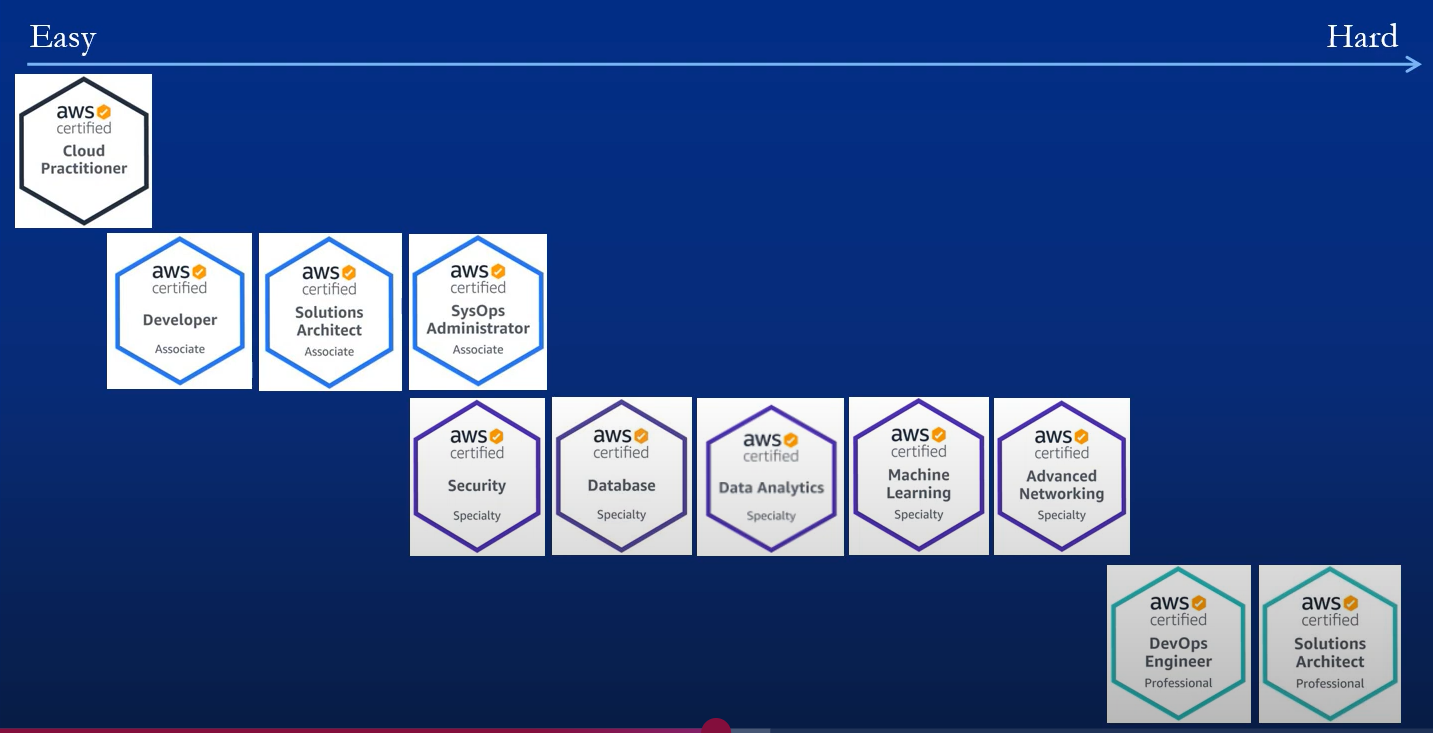 Easy
Hard
aws
certified
Cloud
Practitioner
aws
certified
Developer
Associate
aws
certified
Solutions
Architect
Associate
aws
certified
SysOps
Administrator
Associate
aws
certified
Security
Specialty
aws
certified
Database
Specialty
aws
certified
Data Analytics
Specialty
aws
certified
Machine
Learning
Specialty
aws
certified
Advanced
Networking
Specialty
aws
certified
DevOps
Engineer
Professional
aws
certified
Solutions
Architect
Professional